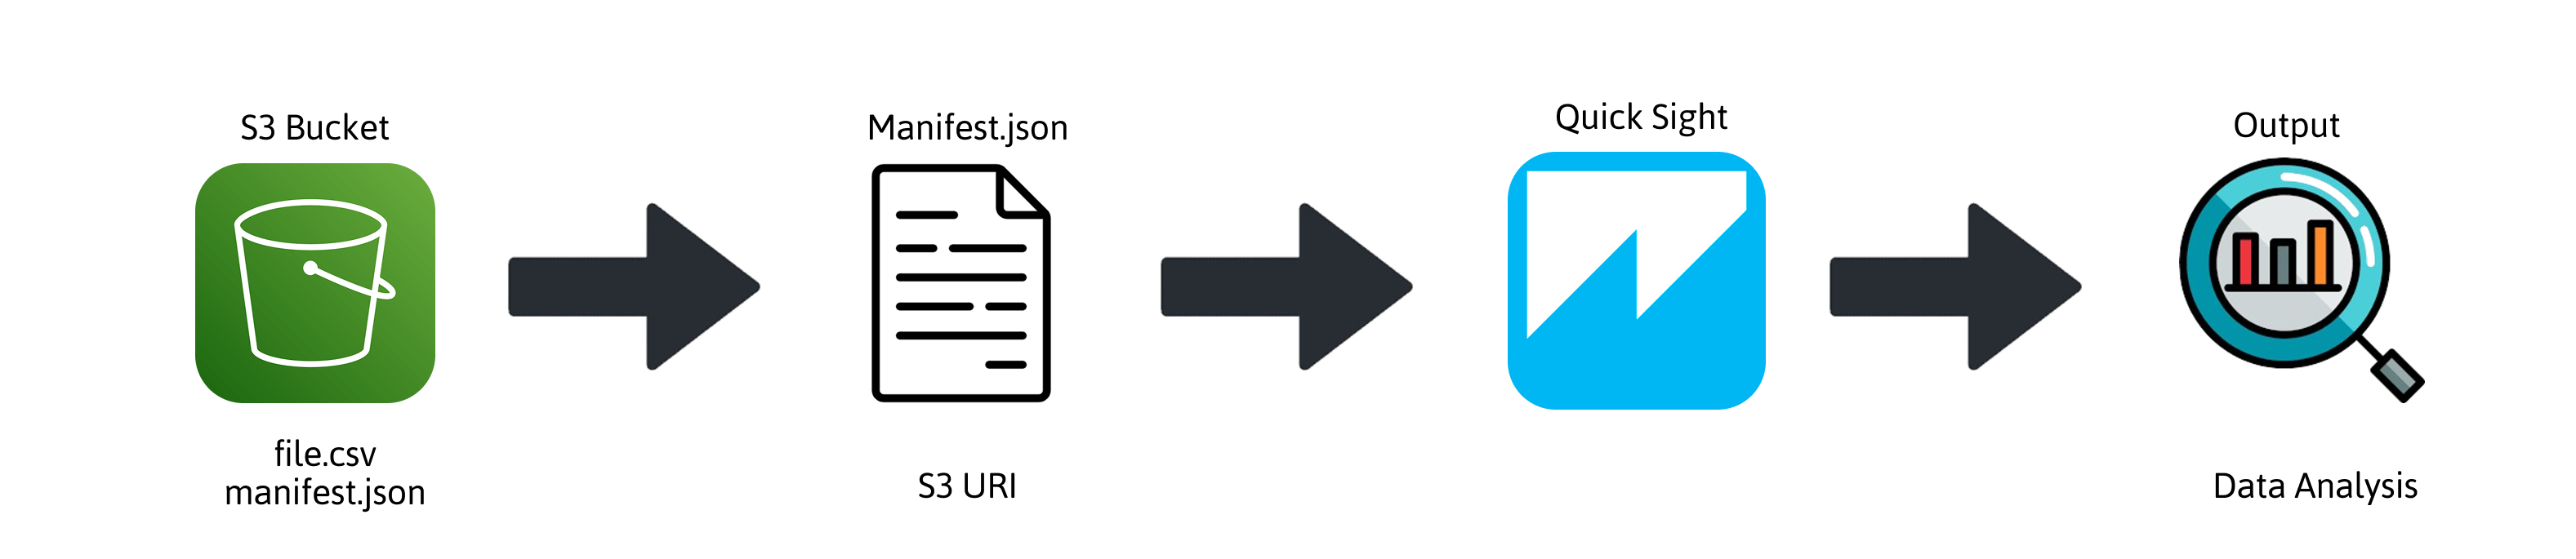 S3 Bucket
file.csv
manifest.json
Manifest.json
S3 URI
Quick Sight
Output
Data Analysis